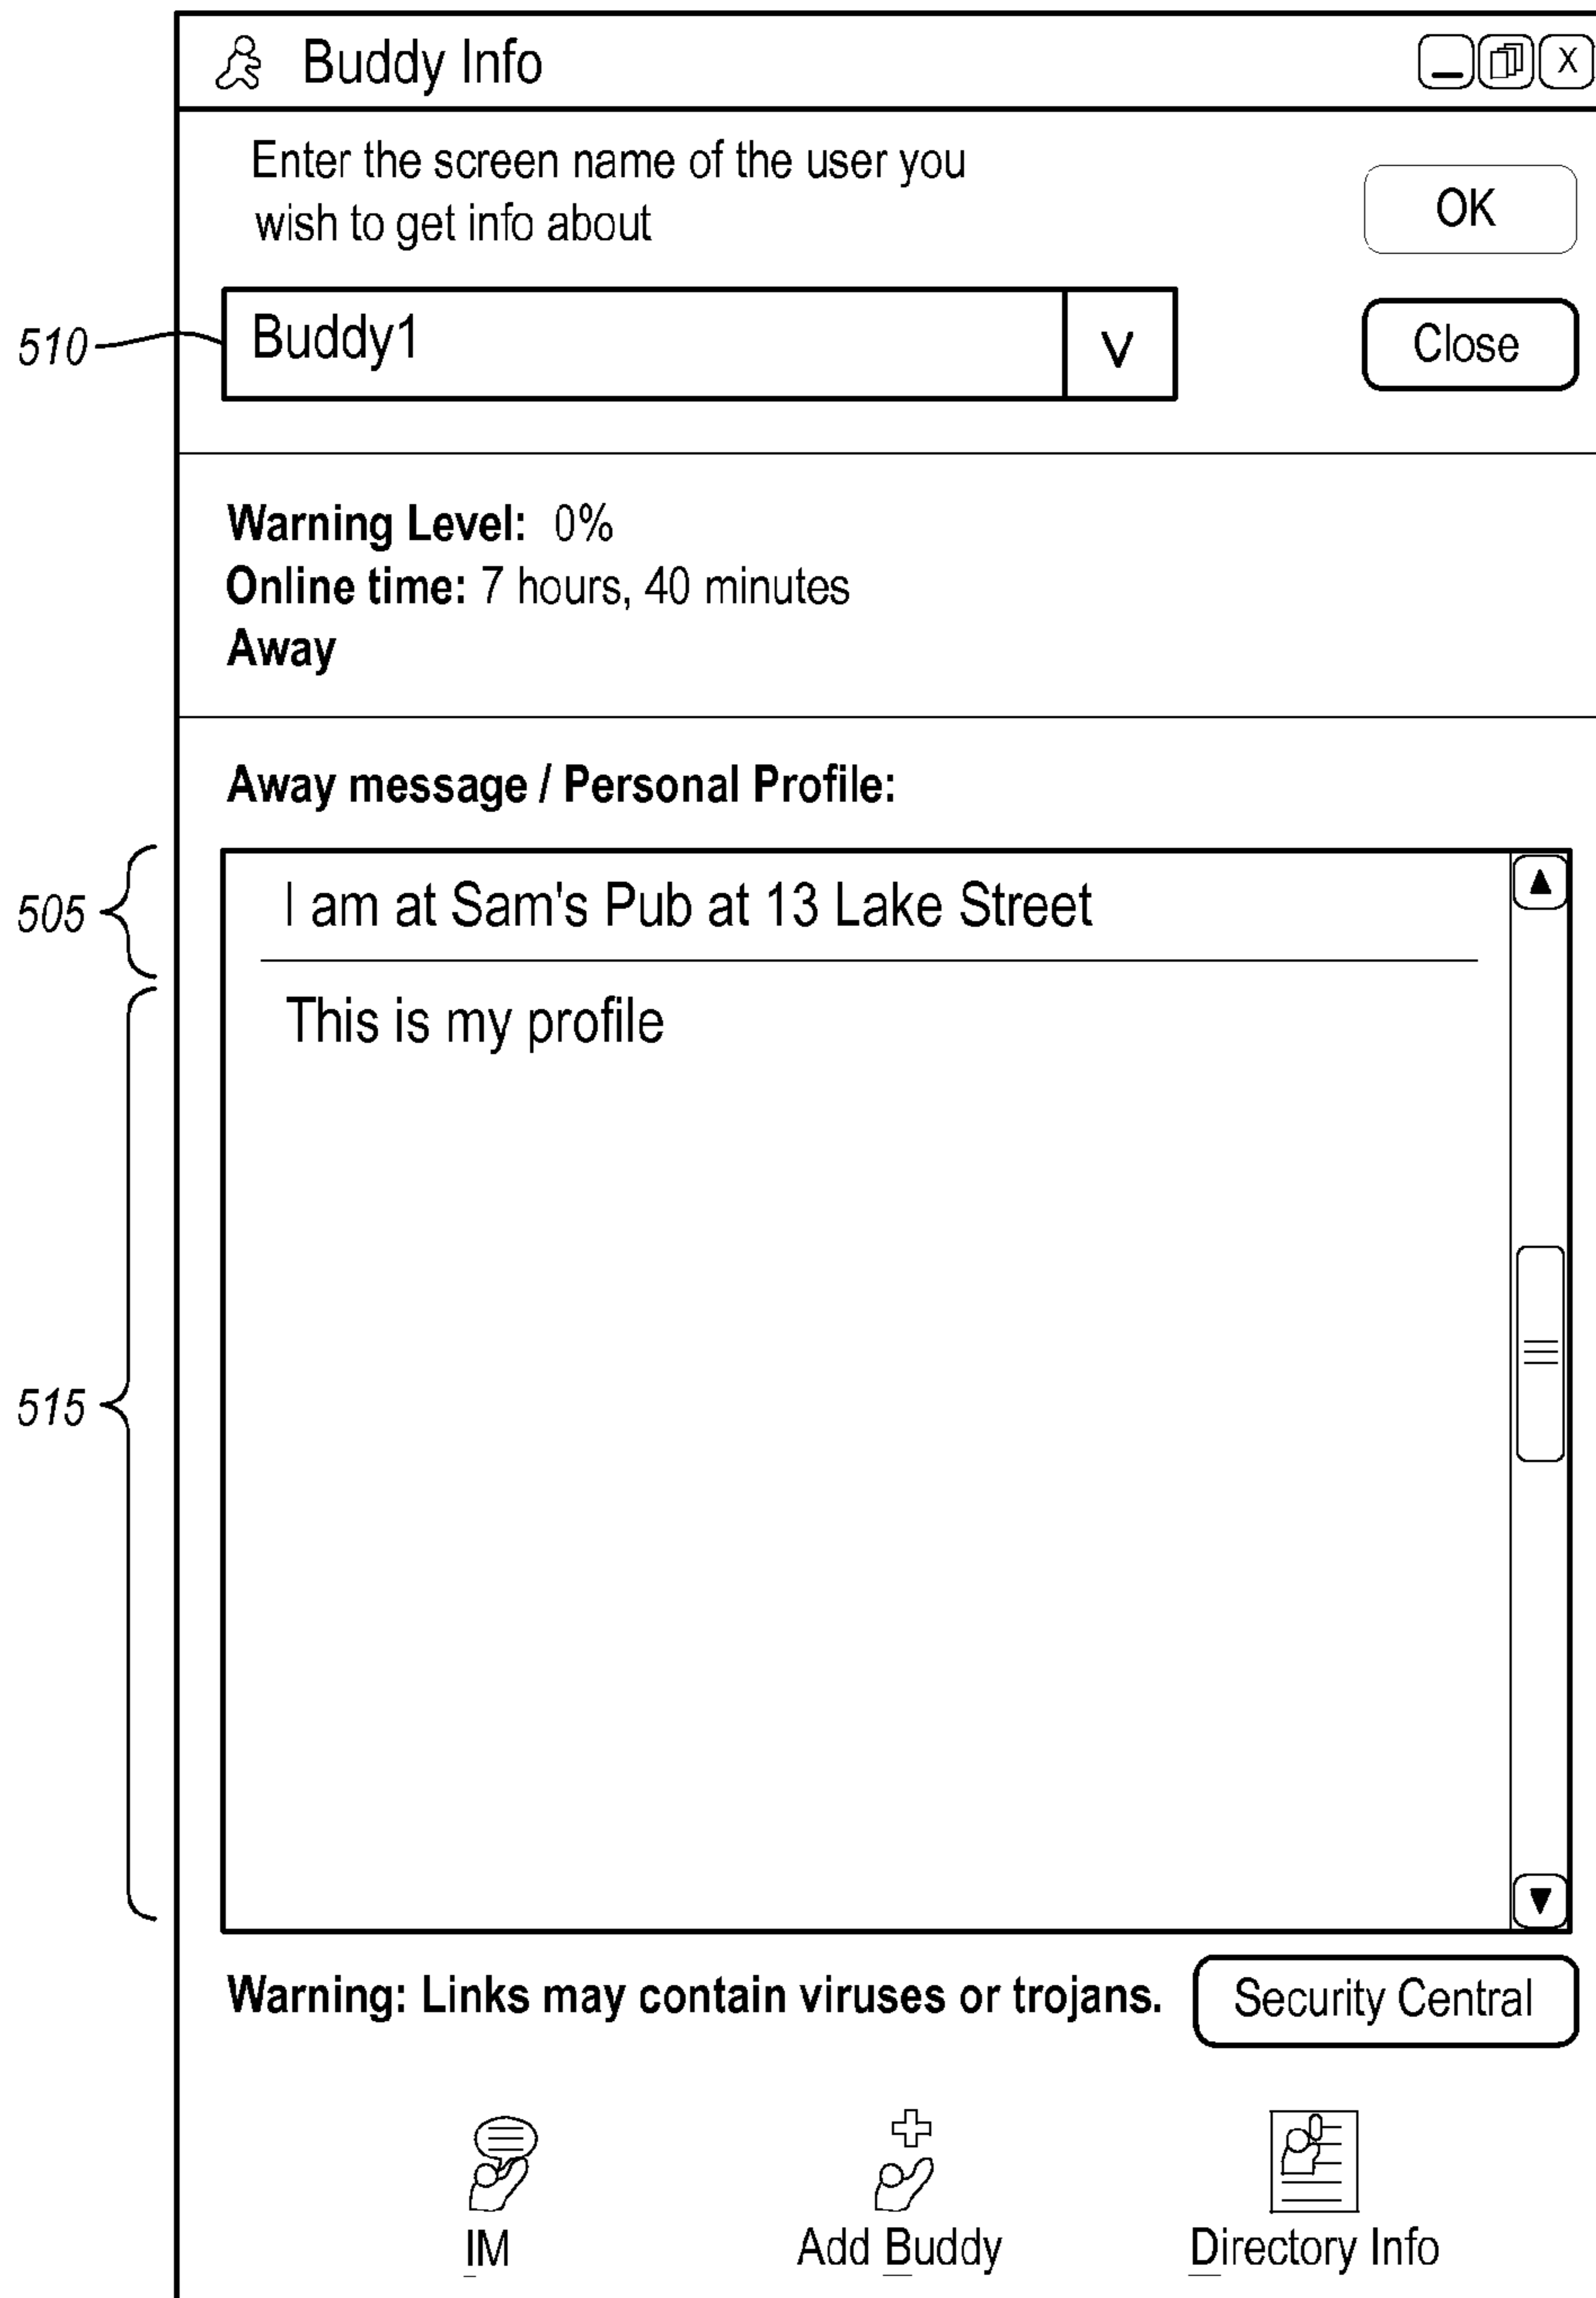 Buddy Info
X
Enter the screen name of the user you
wish to get info about
OK
510
Buddy1
V
Close
Warning Level: 0%
Online time: 7 hours, 40 minutes
Away
Away message / Personal Profile:
505
I am at Sam's Pub at 13 Lake Street
This is my profile
515
Warning: Links may contain viruses or trojans.
Security Central
IM
Add Buddy
Directory Info